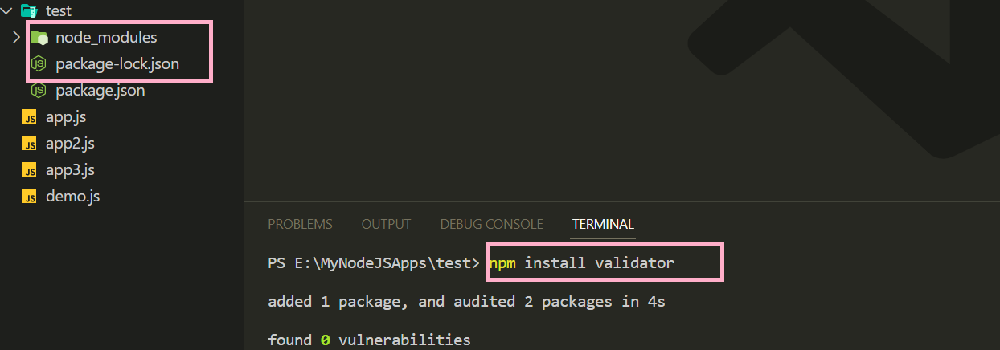 test
node_modules
package-lock.json
package.json
app.js
app2.js
app3.js
demo.js
PROBLEMS OUTPUT DEBUG CONSOLE TERMINAL
PS E:\MyNodeJSApps\test> npm install validator
added 1 package, and audited 2 packages in 4s
found 0 vulnerabilities